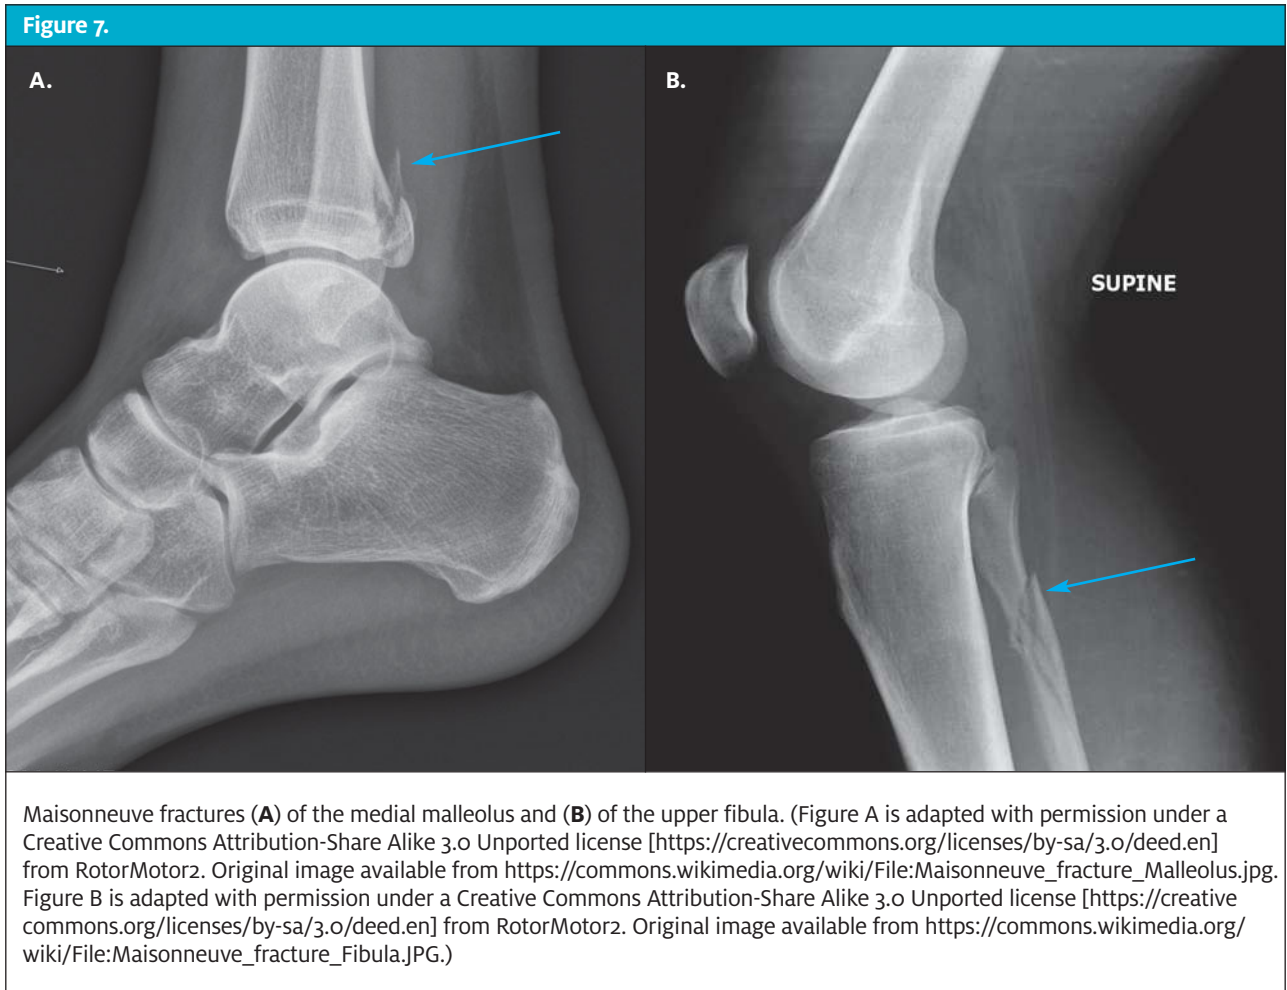 Figure 7.
A.
B.
SUPINE
Maisonneuve fractures (A) of the medial malleolus and (B) of the upper fibula. (Figure A is adapted with permission under a
Creative Commons Attribution-Share Alike 3.0 Unported license [https://creativecommons.org/licenses/by-sa/3.0/deed.en]
from RotorMotor2. Original image available from https://commons.wikimedia.org/wiki/File:Maisonneuve_fracture_Malleolus.jpg.
Figure B is adapted with permission under a Creative Commons Attribution-Share Alike 3.0 Unported license [https://creative
commons.org/licenses/by-sa/3.0/deed.en] from RotorMotor2. Original image available from https://commons.wikimedia.org/
wiki/File:Maisonneuve_fracture_Fibula.JPG.)